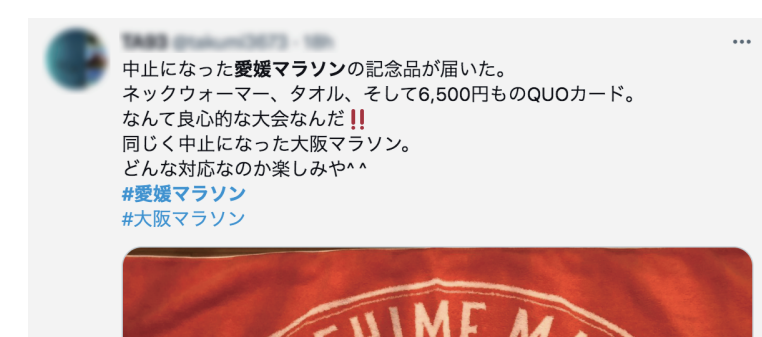 中止になった愛媛マラソンの記念品が届いた。
ネックウォーマー、タオル、そして6,500円ものQUOカード。
なんて良心的な大会なんだ‼️
同じく中止になった大阪マラソン。
どんな対応なのか楽しみや^ ^
#愛媛マラソン
#大阪マラソン